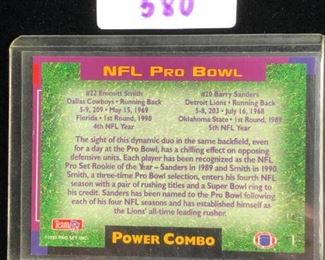 580
NFL PRO BOWL
#22 Emmitt Smith
Dallas Cowboys • Running Back
5-9, 209 • May 15, 1969
Florida • 1st Round, 1990
4th NFL Year
#20 Barry Sanders
Detroit Lions • Running Back
5-8, 203 • July 16, 1968
Oklahoma State • 1st Round, 1989
5th NFL Year
The sight of this dynamic duo in the same backfield, even
for a day at the Pro Bowl, has a chilling effect on opposing
defensive units. Each player has been recognized as the NFL
Pro Set Rookie of the Year – Sanders in 1989 and Smith in 1990.
Smith, a three-time Pro Bowl selection, enters his fourth NFL
season with a pair of rushing titles and a Super Bowl ring to
his credit. Sanders has been named to the Pro Bowl following
each of his four NFL seasons and has established himself as
the Lions' all-time leading rusher.
Team NFL
©1993 PRO SET INC.
POWER COMBO
1